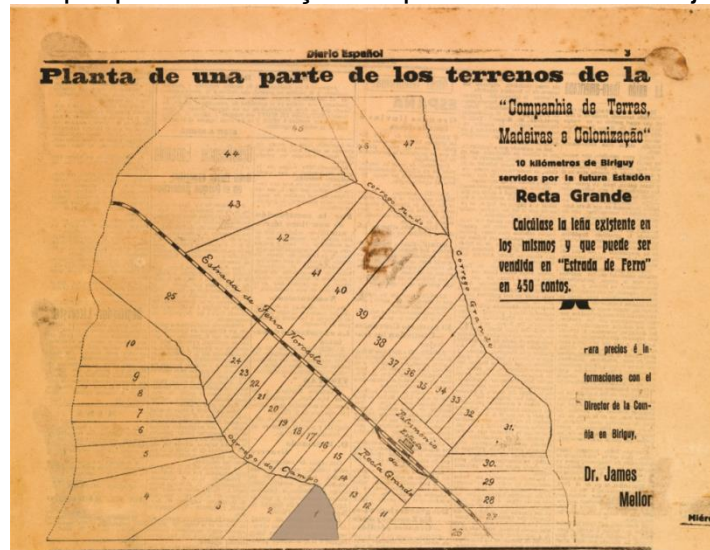 Diario Español
3
Planta de una parte de los terrenos de la
"Companhia de Terras,
Madeiras e Colonização"
10 kilómetros de Biriguy
servidos por la futura Estación
Recta Grande
Calcúlase la leña existente en
los mismos y que puede ser
vendida en "Estrada de Ferro"
en 450 contos.
Para precios é in-
formaciones con el
Director de la Com-
ñía en Biriguy,
Dr. James
Mellor
Miér
47
44
43
42
Corrego Grande
41
40
39
38
37
36
35
34
33
32
31.
Estrada de Ferro Noroeste
25
10
9
8
7
6
5
4
3
2
1
24
23
22
21
20
19
18
17
16
15
14
13
12
11
Corrego do Campo
Patrimonio
de
Recta Grande
30.
29
28
27
26